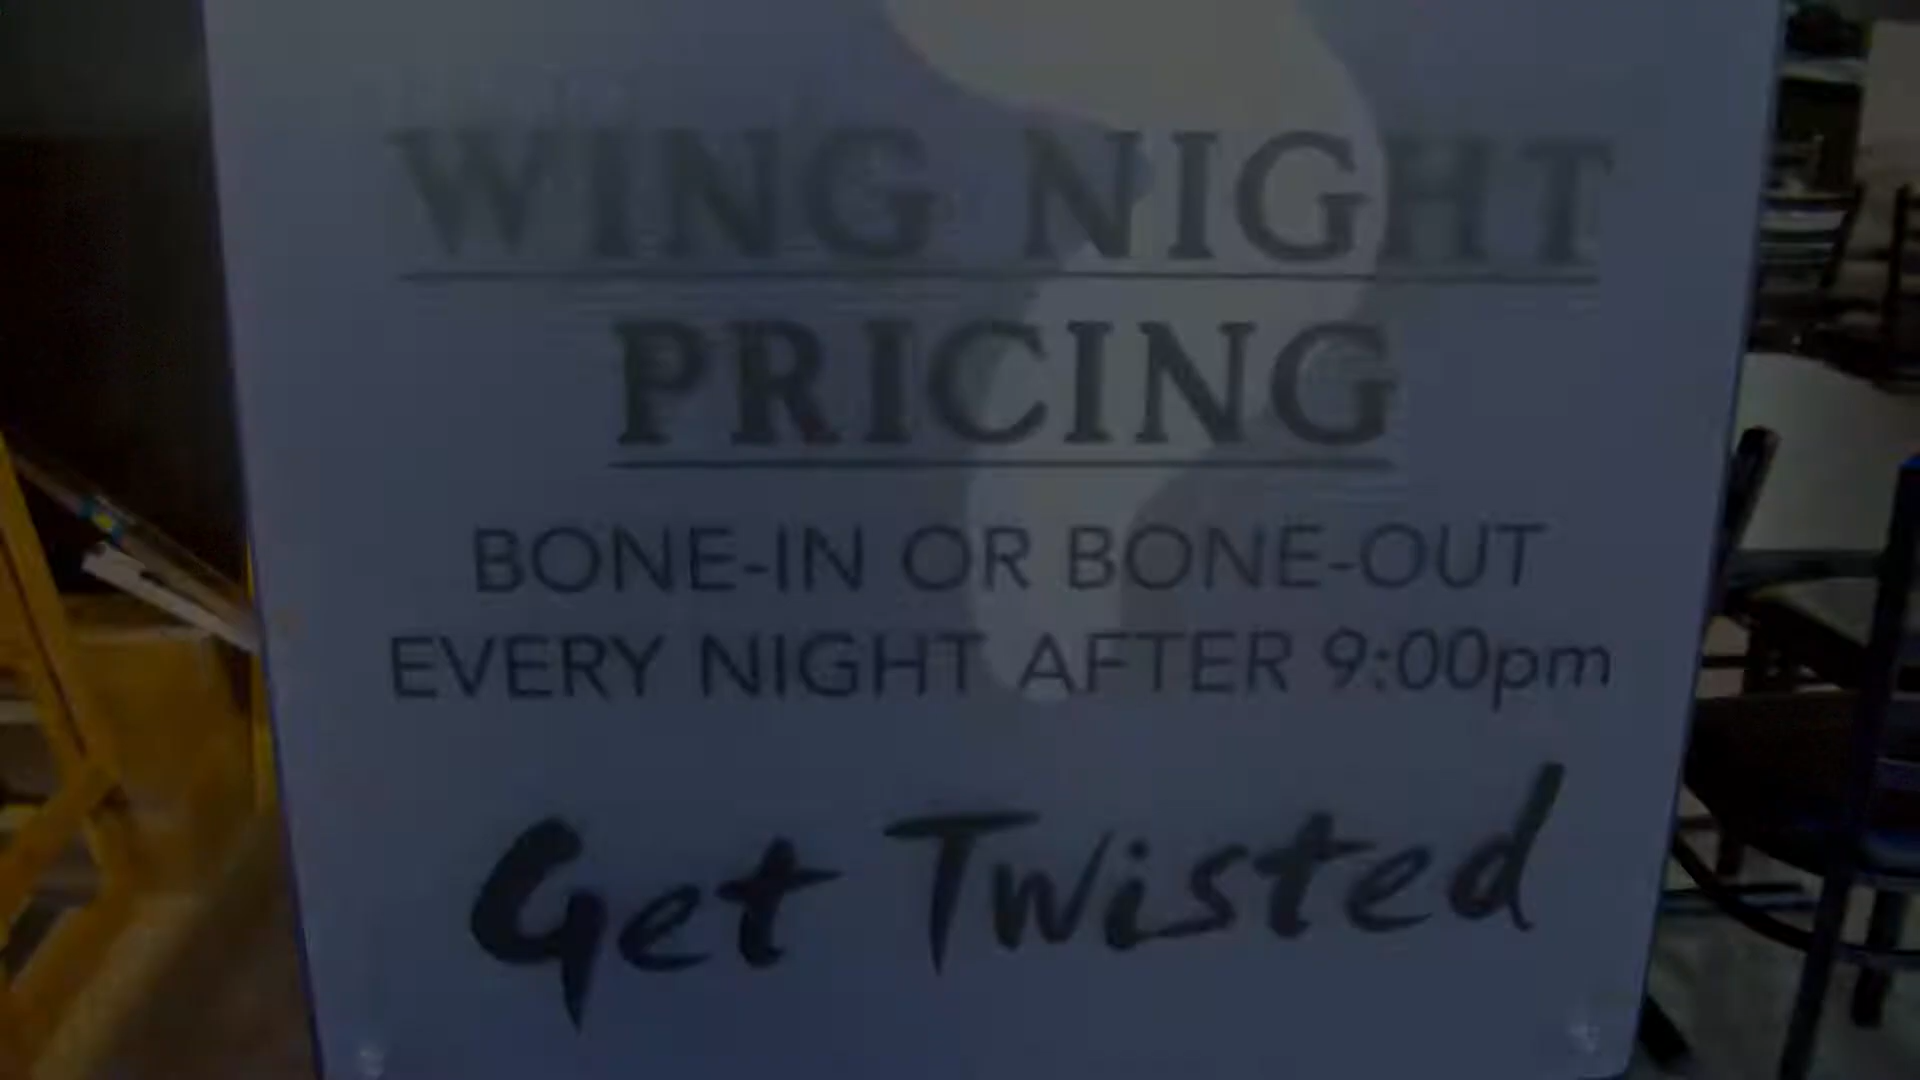 WING NIGHT
PRICING
BONE-IN OR BONE-OUT
EVERY NIGHT AFTER 9:00pm
Get Twisted